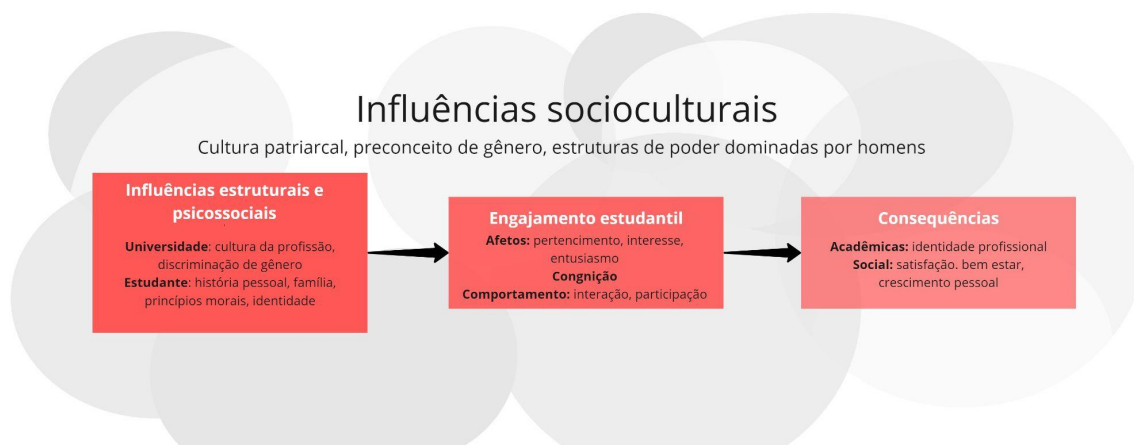 Influências socioculturais
Cultura patriarcal, preconceito de gênero, estruturas de poder dominadas por homens
Influências estruturais e
psicossociais
Universidade: cultura da profissão,
discriminação de gênero
Estudante: história pessoal, família,
princípios morais, identidade
Engajamento estudantil
Afetos: pertencimento, interesse,
entusiasmo
Congnição
Comportamento: interação, participação
Consequências
Acadêmicas: identidade profissional
Social: satisfação. bem estar,
crescimento pessoal